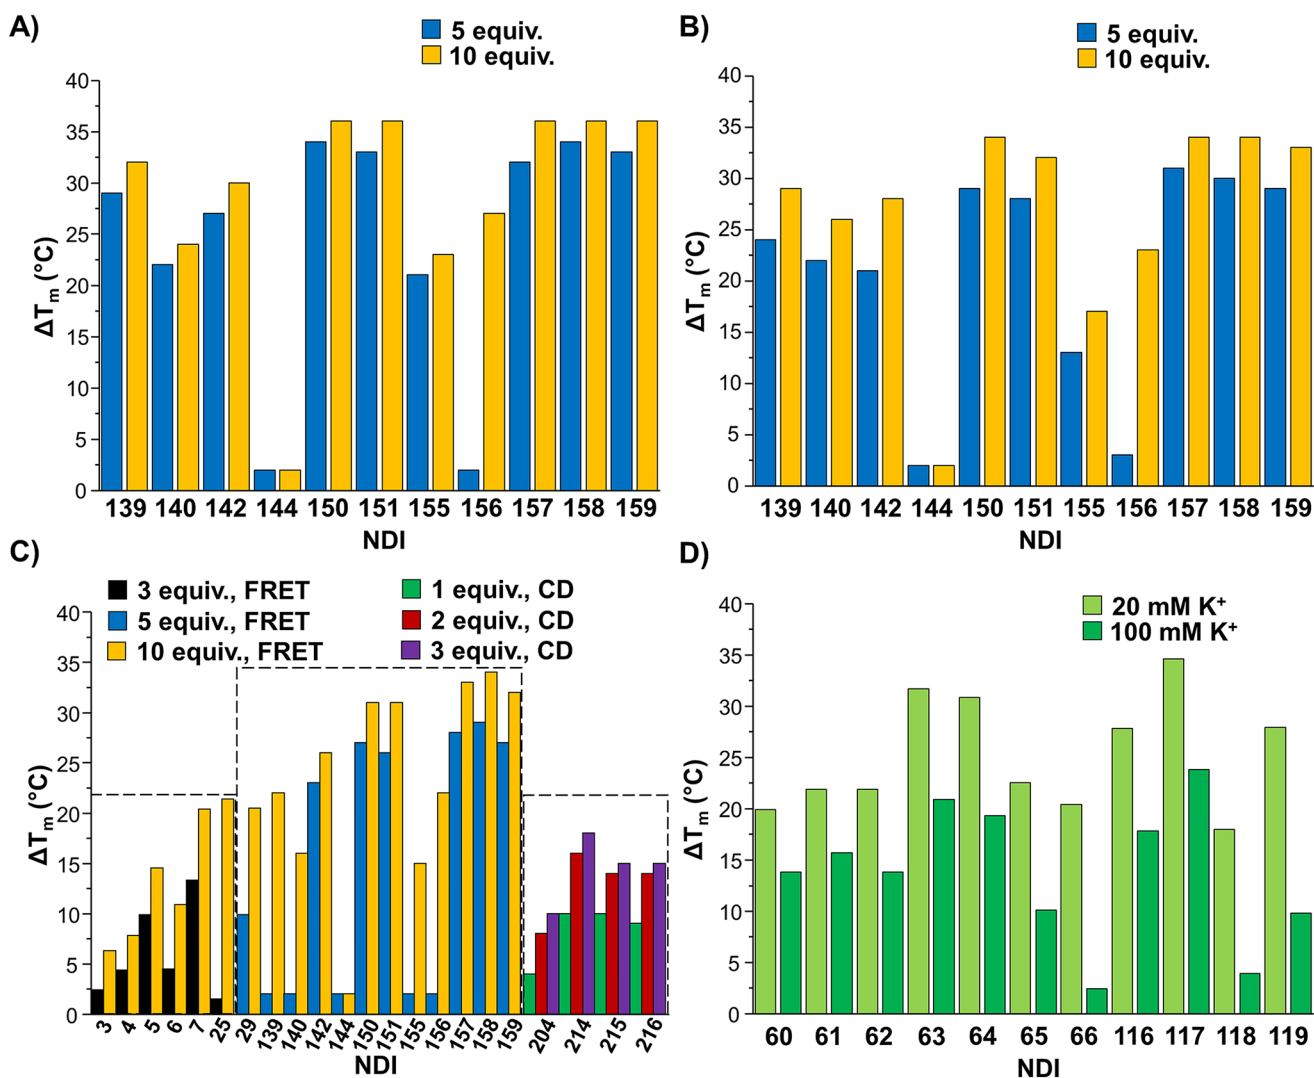 A)
5 equiv.
10 equiv.
40
35
30
25
20
15
10
5
0
ΔTm (°C)
139 140 142 144 150 151 155 156 157 158 159
NDI
B)
5 equiv.
10 equiv.
40
35
30
25
20
15
10
5
0
ΔTm (°C)
139 140 142 144 150 151 155 156 157 158 159
NDI
C)
3 equiv., FRET
5 equiv., FRET
10 equiv., FRET
1 equiv., CD
2 equiv., CD
3 equiv., CD
40
35
30
25
20
15
10
5
0
ΔTm (°C)
3 4 5 6 7 25 29 139 140 142 144 150 151 155 156 157 158 159 204 214 215 216
NDI
D)
20 mM K⁺
100 mM K⁺
40
35
30
25
20
15
10
5
0
ΔTm (°C)
60 61 62 63 64 65 66 116 117 118 119
NDI